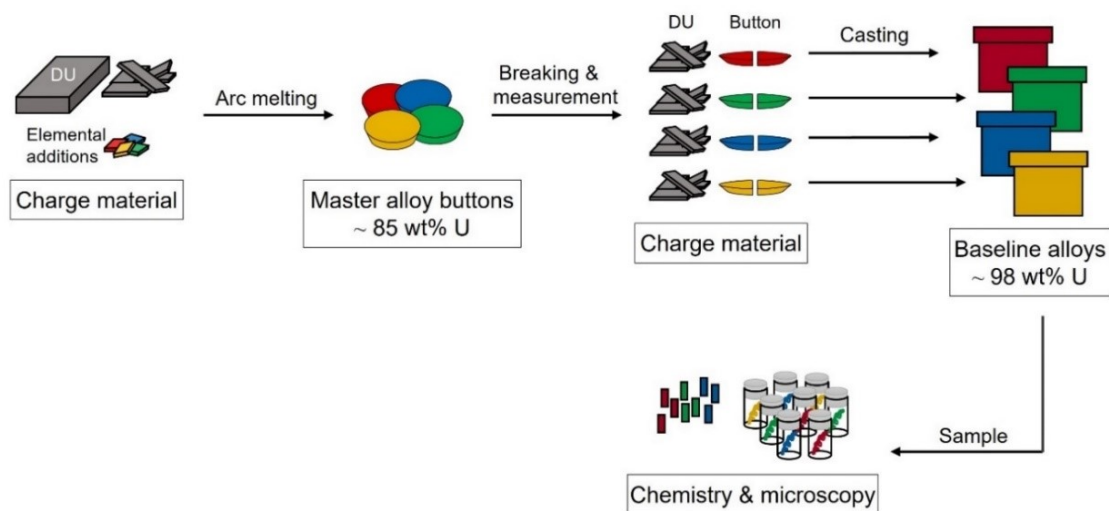 DU
Elemental
additions
Charge material
Arc melting
Master alloy buttons
~ 85 wt% U
Breaking &
measurement
DU
Button
Charge material
Casting
Baseline alloys
~ 98 wt% U
Sample
Chemistry & microscopy